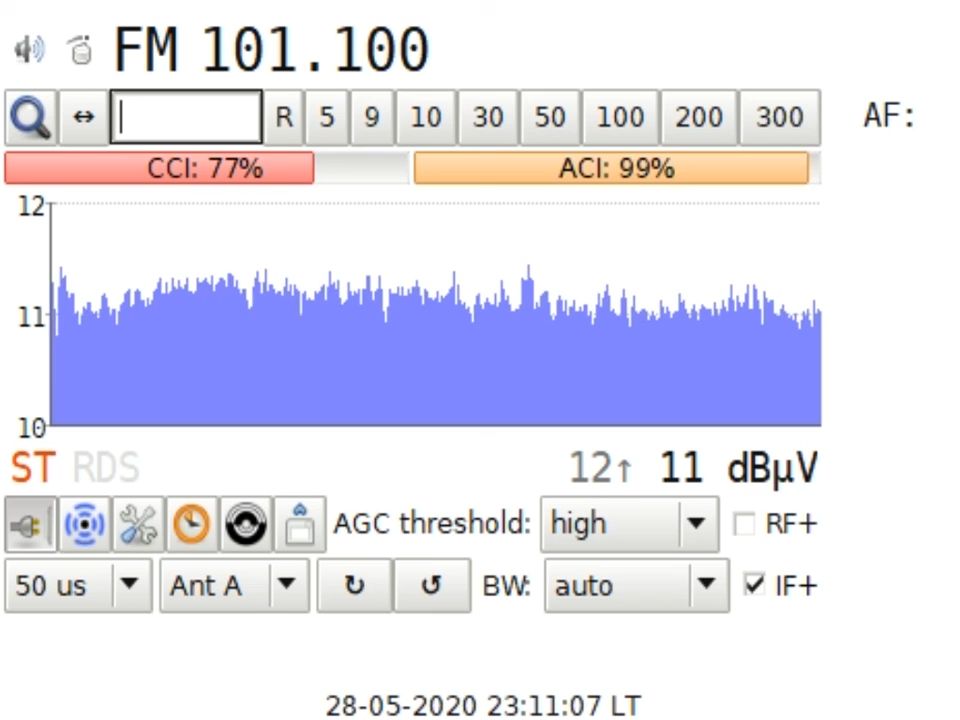 FM 101.100
↔ R 5 9 10 30 50 100 200 300 AF:
CCI: 77% ACI: 99%
12
11
10
ST RDS 12↑ 11 dBµV
AGC threshold: high RF+
50 us Ant A ↻ ↺ BW: auto IF+
28-05-2020 23:11:07 LT